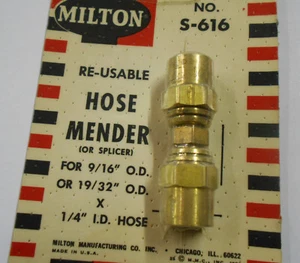 MILTON
NO.
S-616
RE-USABLE
HOSE
MENDER
(OR SPLICER)
FOR 9/16" O.D.
OR 19/32" O.D.
X
1/4" I.D. HOSE
MILTON MANUFACTURING CO. INC. • CHICAGO, ILL. 60622
MADE IN U.S.A.